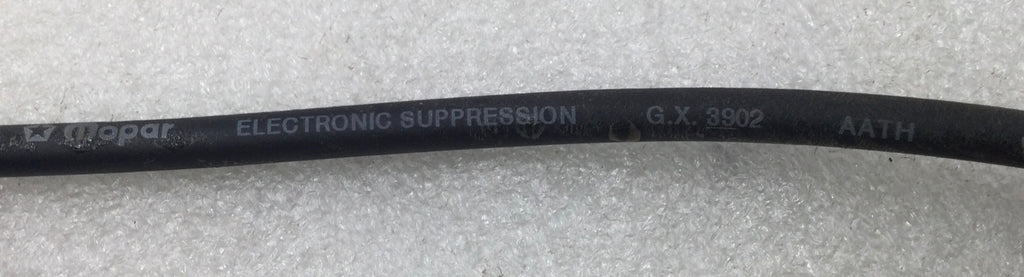 mopar ELECTRONIC SUPPRESSION G.X. 3902 AATH